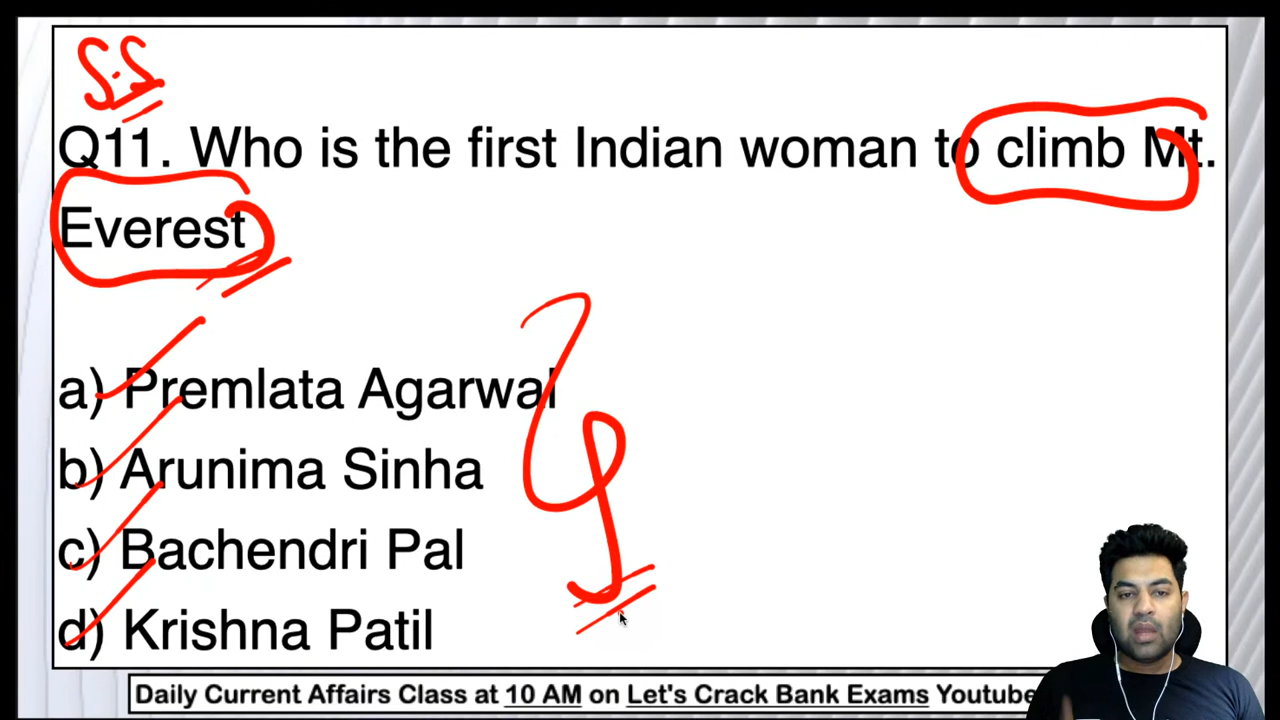 S.S
Q11. Who is the first Indian woman to climb Mt.
Everest
a) Premlata Agarwal
b) Arunima Sinha
c) Bachendri Pal
d) Krishna Patil
Daily Current Affairs Class at 10 AM on Let's Crack Bank Exams Youtube